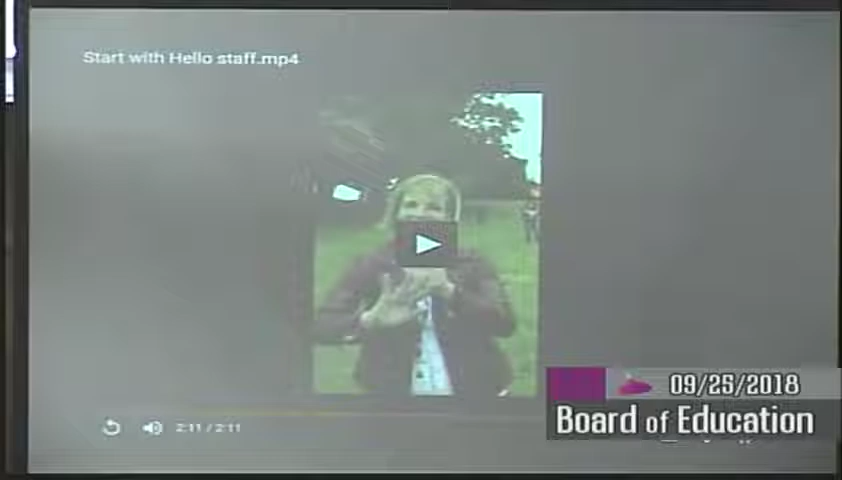 Start with Hello staff.mp4
2:11 / 2:11
09/25/2018
Board of Education